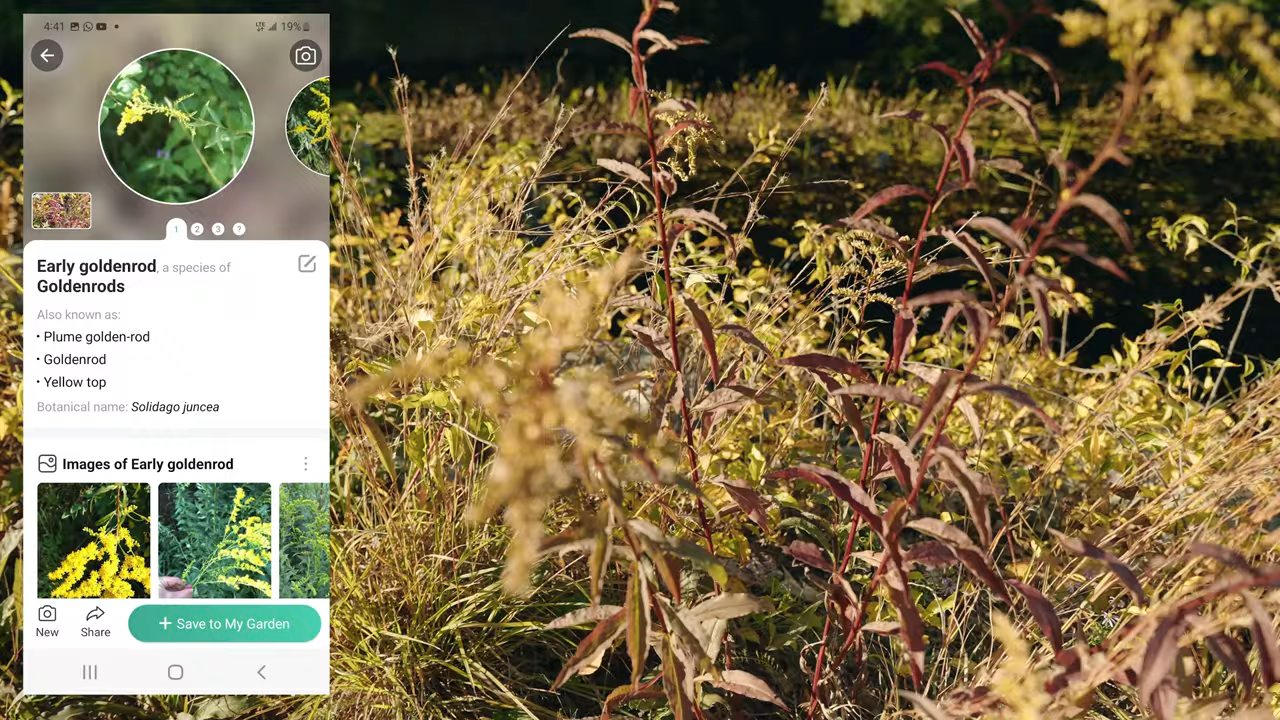 4:41
19%
1 2 3 ?
Early goldenrod, a species of
Goldenrods
Also known as:
• Plume golden-rod
• Goldenrod
• Yellow top
Botanical name: Solidago juncea
Images of Early goldenrod
New
Share
+ Save to My Garden